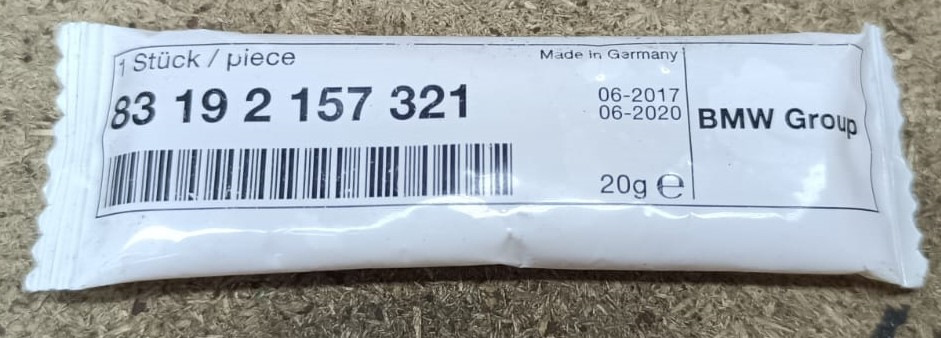 1 Stück / piece
Made in Germany
83 19 2 157 321
06-2017
06-2020
BMW Group
20g ℮